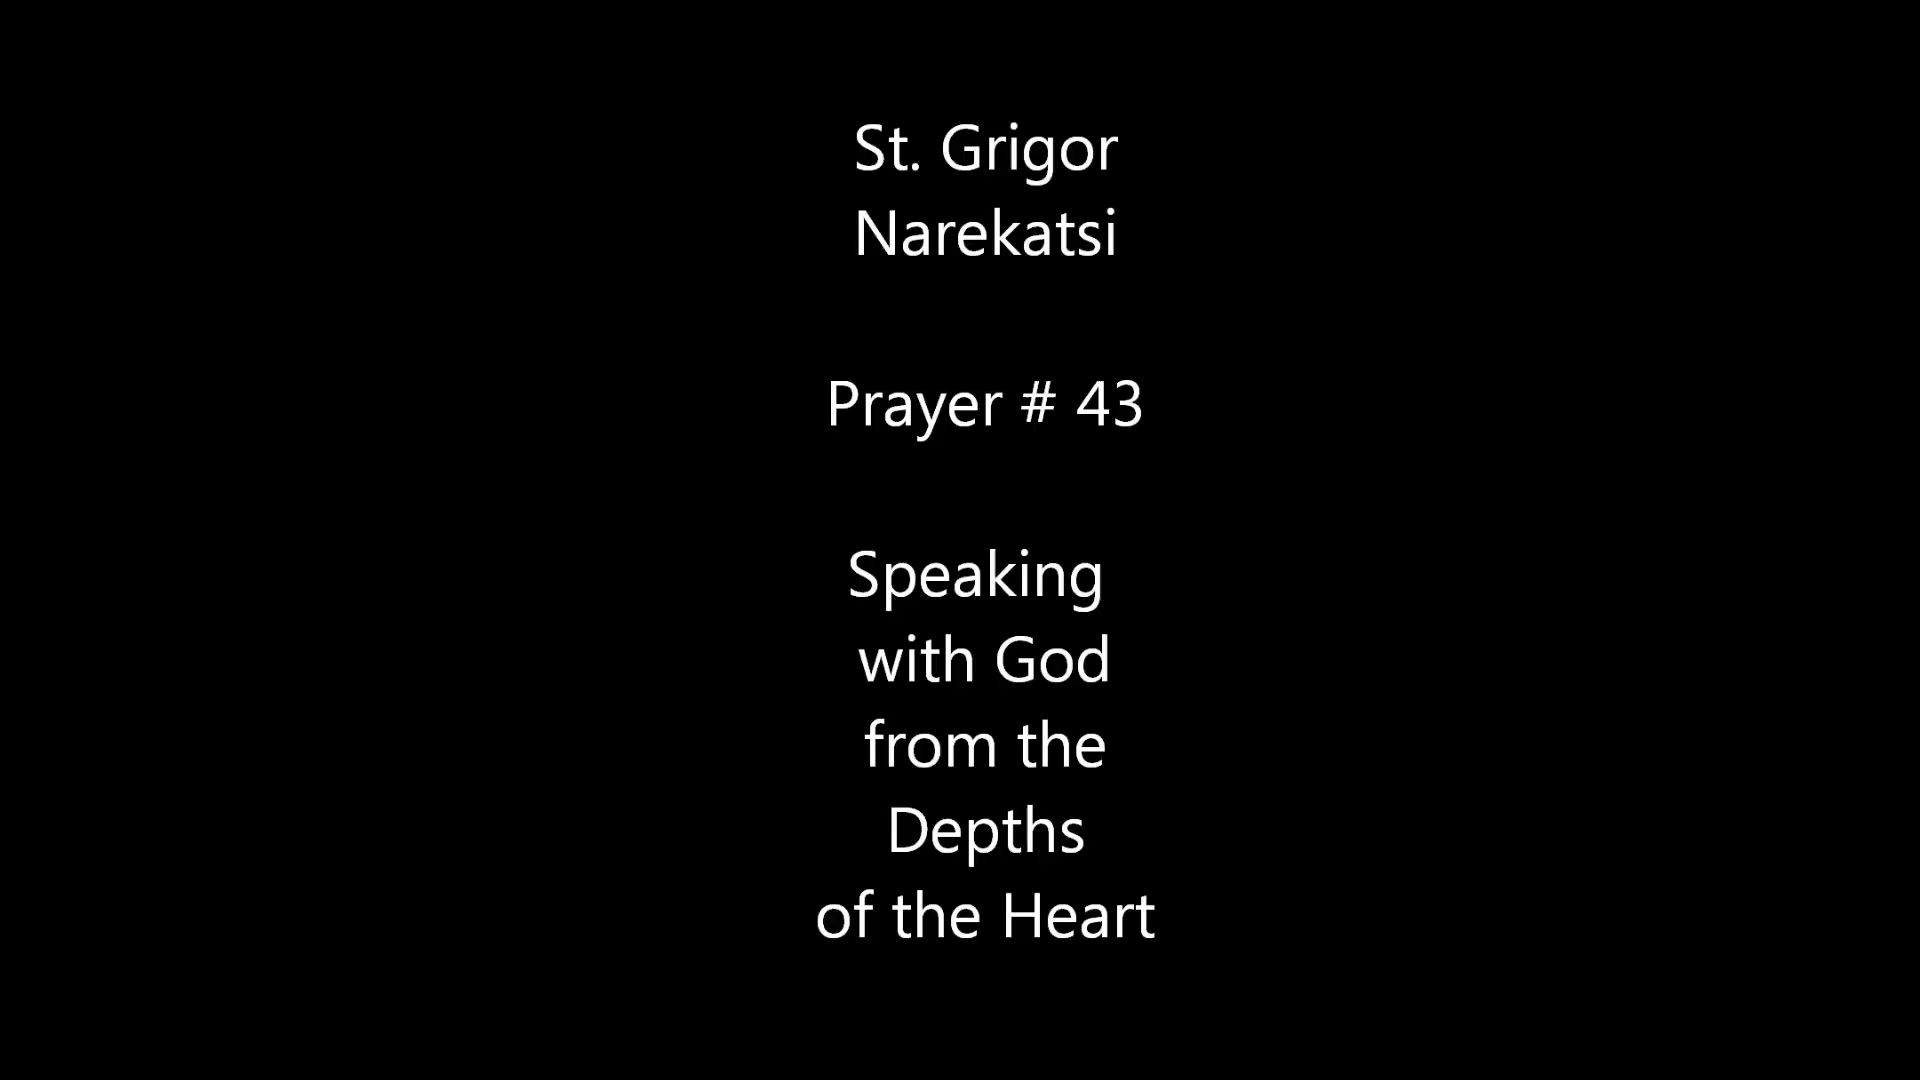 St. Grigor
Narekatsi
Prayer # 43
Speaking
with God
from the
Depths
of the Heart